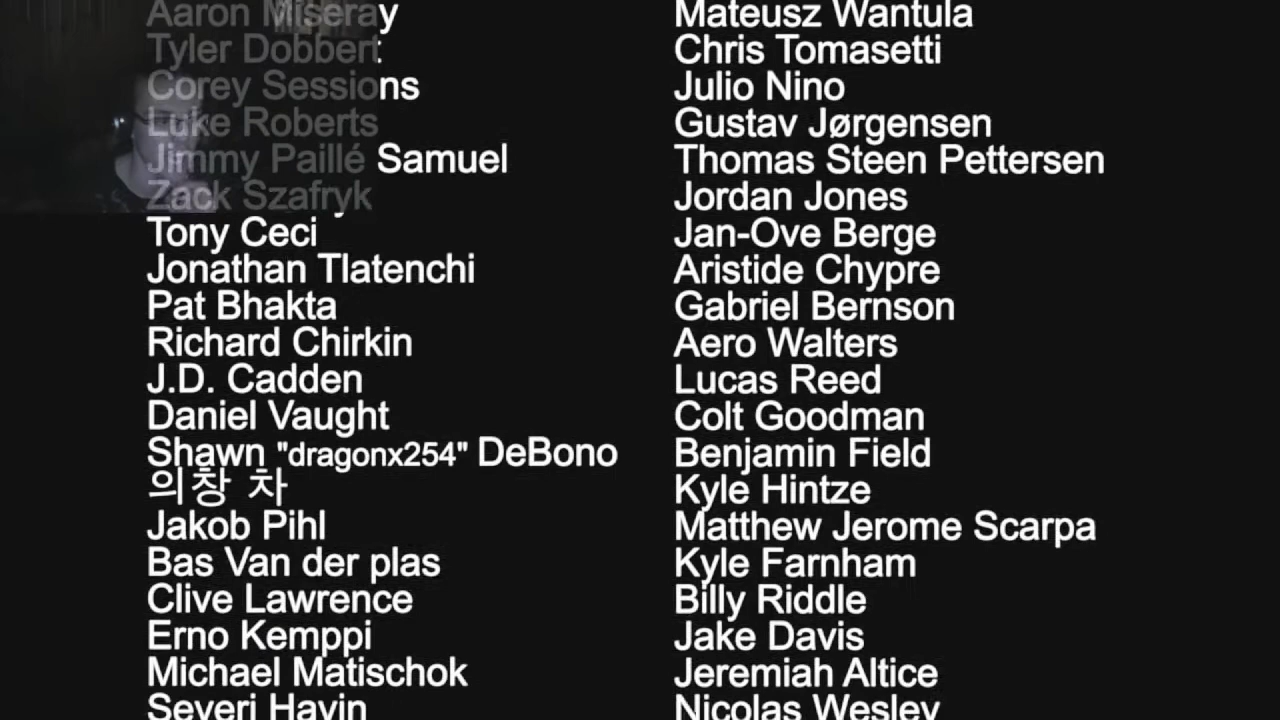 Aaron Miseray
Tyler Dobbert
Corey Sessions
Luke Roberts
Jimmy Paillé Samuel
Zack Szafryk
Tony Ceci
Jonathan Tlatenchi
Pat Bhakta
Richard Chirkin
J.D. Cadden
Daniel Vaught
Shawn "dragonx254" DeBono
의창 차
Jakob Pihl
Bas Van der plas
Clive Lawrence
Erno Kemppi
Michael Matischok
Severi Havin
Mateusz Wantula
Chris Tomasetti
Julio Nino
Gustav Jørgensen
Thomas Steen Pettersen
Jordan Jones
Jan-Ove Berge
Aristide Chypre
Gabriel Bernson
Aero Walters
Lucas Reed
Colt Goodman
Benjamin Field
Kyle Hintze
Matthew Jerome Scarpa
Kyle Farnham
Billy Riddle
Jake Davis
Jeremiah Altice
Nicolas Wesley